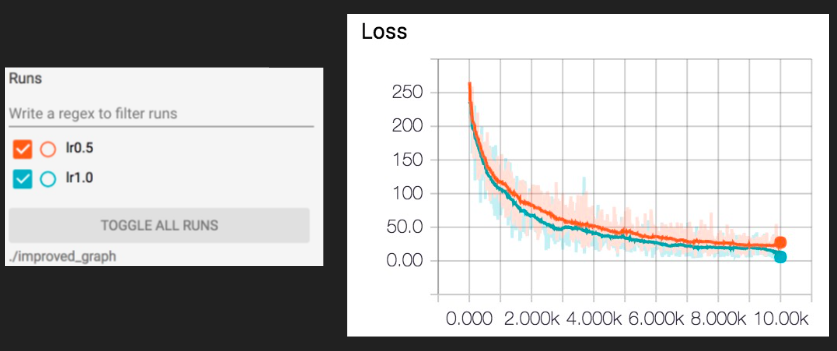 Runs
Write a regex to filter runs
lr0.5
lr1.0
TOGGLE ALL RUNS
./improved_graph
Loss
250
200
150
100
50.0
0.00
0.000 2.000k 4.000k 6.000k 8.000k 10.00k